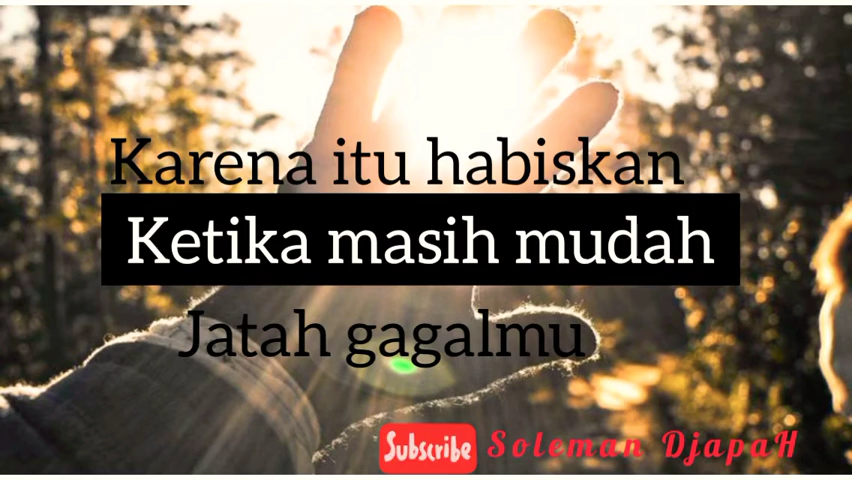 Karena itu habiskan
Ketika masih mudah
Jatah gagalmu
Subscribe Soleman DjapaH